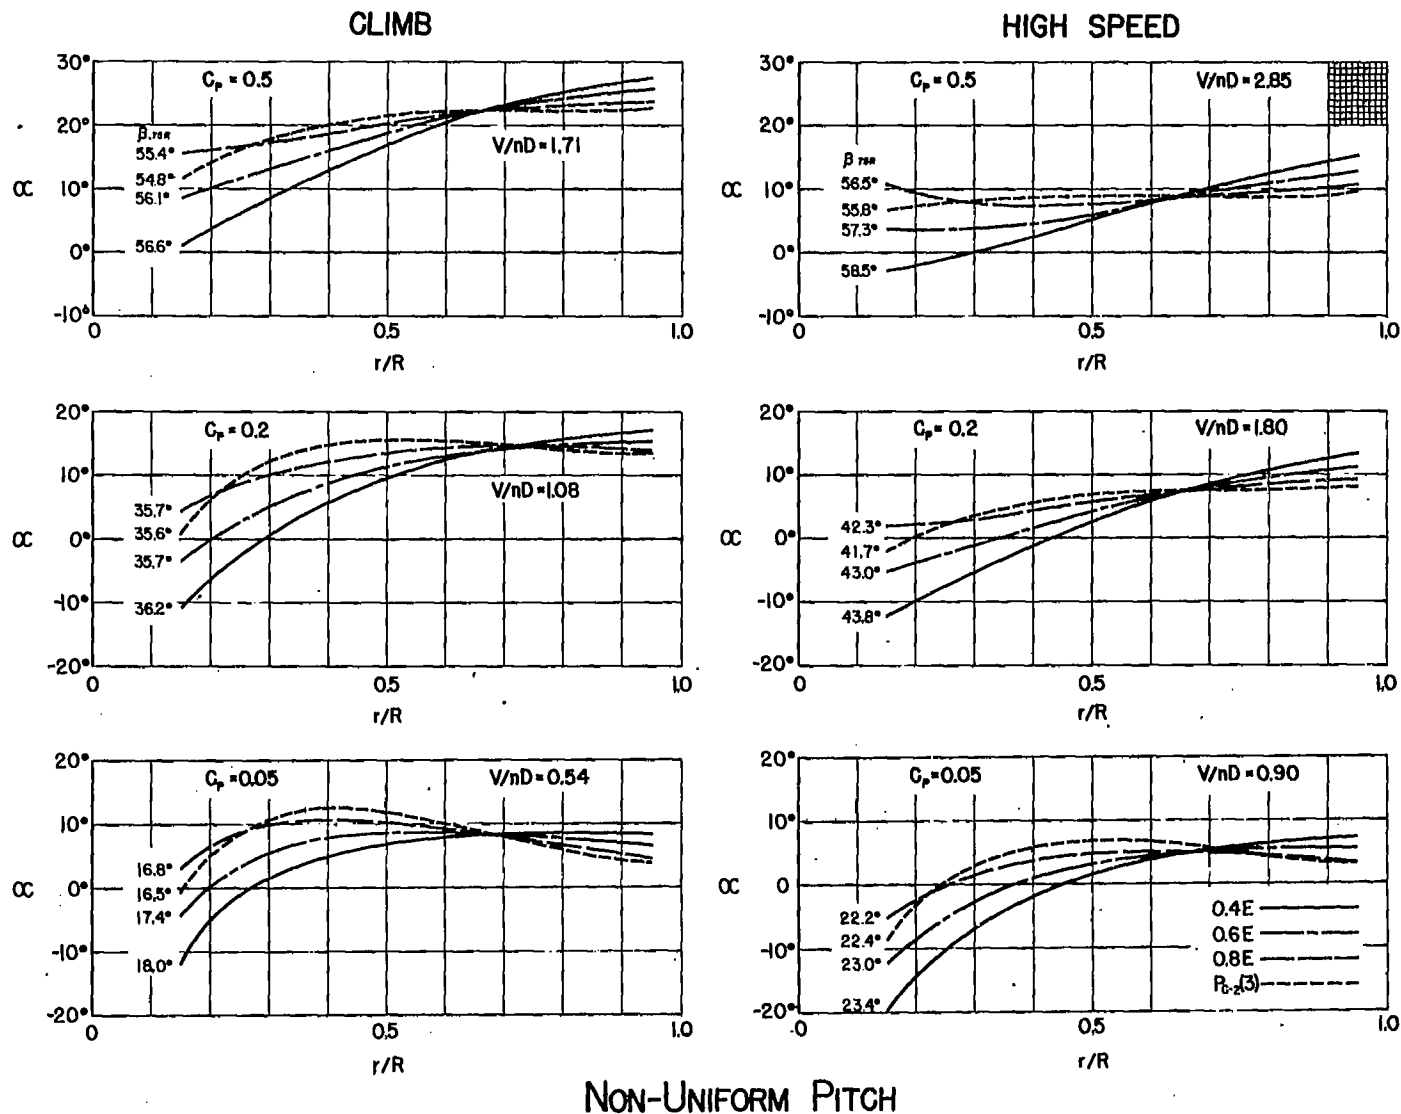 CLIMB
30°
20°
10°
0°
-10°
α
Cₚ = 0.5
V/nD = 1.71
β.75R
55.4°
54.8°
56.1°
56.6°
0 0.5 1.0
r/R
20°
10°
0°
-10°
-20°
α
Cₚ = 0.2
V/nD = 1.08
35.7°
35.6°
35.7°
36.2°
0 0.5 1.0
r/R
20°
10°
0°
-10°
-20°
α
Cₚ = 0.05
V/nD = 0.54
16.8°
16.5°
17.4°
18.0°
0 0.5 1.0
r/R
HIGH SPEED
30°
20°
10°
0°
-10°
α
Cₚ = 0.5
V/nD = 2.85
β.75R
56.5°
55.8°
57.3°
58.5°
0 0.5 1.0
r/R
20°
10°
0°
-10°
-20°
α
Cₚ = 0.2
V/nD = 1.80
42.3°
41.7°
43.0°
43.8°
0 0.5 1.0
r/R
20°
10°
0
-10°
-20°
α
Cₚ = 0.05
V/nD = 0.90
22.2°
22.4°
23.0°
23.4°
0.4E
0.6E
0.8E
0 0.5 1.0
r/R
NON-UNIFORM PITCH